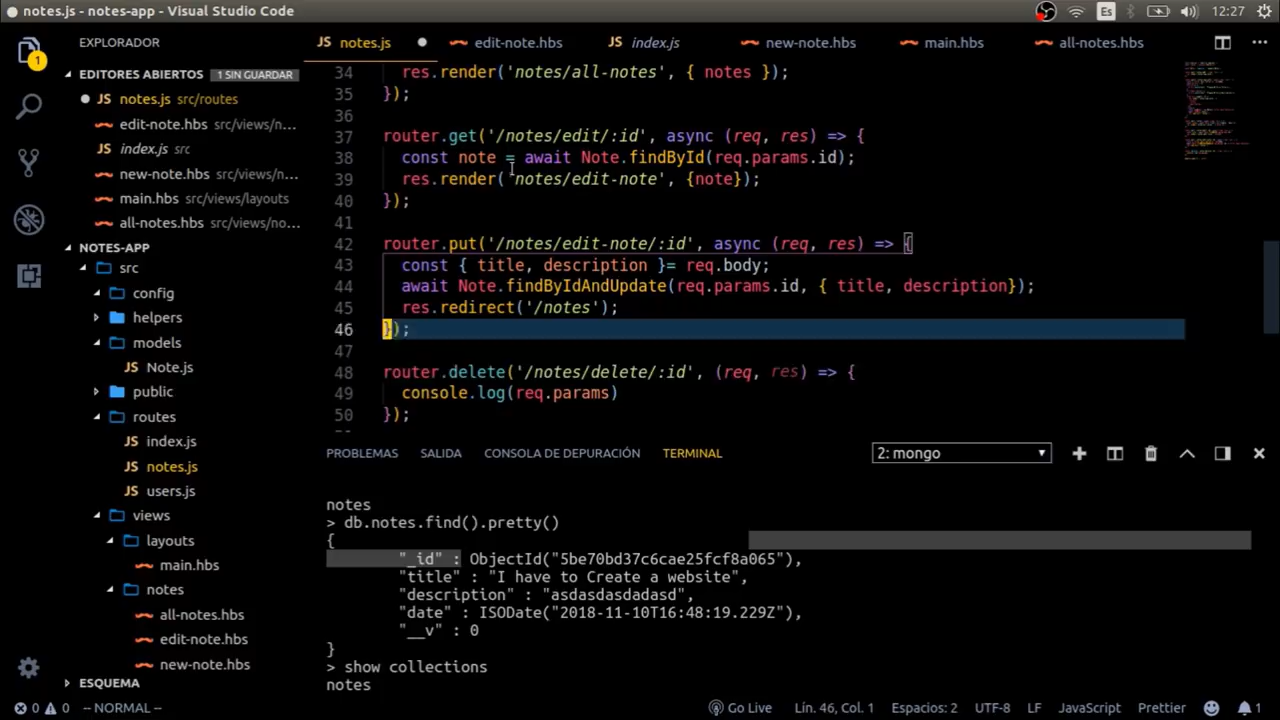 notes.js - notes-app - Visual Studio Code
Es
12:27
EXPLORADOR
EDITORES ABIERTOS 1 SIN GUARDAR
JS notes.js src/routes
edit-note.hbs src/views/n...
JS index.js src
new-note.hbs src/views/n...
main.hbs src/views/layouts
all-notes.hbs src/views/no...
NOTES-APP
src
config
helpers
models
JS Note.js
public
routes
JS index.js
JS notes.js
JS users.js
views
layouts
main.hbs
notes
all-notes.hbs
edit-note.hbs
new-note.hbs
ESQUEMA
1
JS notes.js
edit-note.hbs
JS index.js
new-note.hbs
main.hbs
all-notes.hbs
34 res.render('notes/all-notes', { notes });
35 });
36
37 router.get('/notes/edit/:id', async (req, res) => {
38 const note = await Note.findById(req.params.id);
39 res.render('notes/edit-note', {note});
40 });
41
42 router.put('/notes/edit-note/:id', async (req, res) => {
43 const { title, description }= req.body;
44 await Note.findByIdAndUpdate(req.params.id, { title, description});
45 res.redirect('/notes');
46 });
47
48 router.delete('/notes/delete/:id', (req, res) => {
49 console.log(req.params)
50 });
PROBLEMAS SALIDA CONSOLA DE DEPURACIÓN TERMINAL
2: mongo
notes
> db.notes.find().pretty()
{
"_id" : ObjectId("5be70bd37c6cae25fcf8a065"),
"title" : "I have to Create a website",
"description" : "asdasdasdadasd",
"date" : ISODate("2018-11-10T16:48:19.229Z"),
"__v" : 0
}
> show collections
notes
0 0 -- NORMAL --
Go Live Lín. 46, Col. 1 Espacios: 2 UTF-8 LF JavaScript Prettier 1